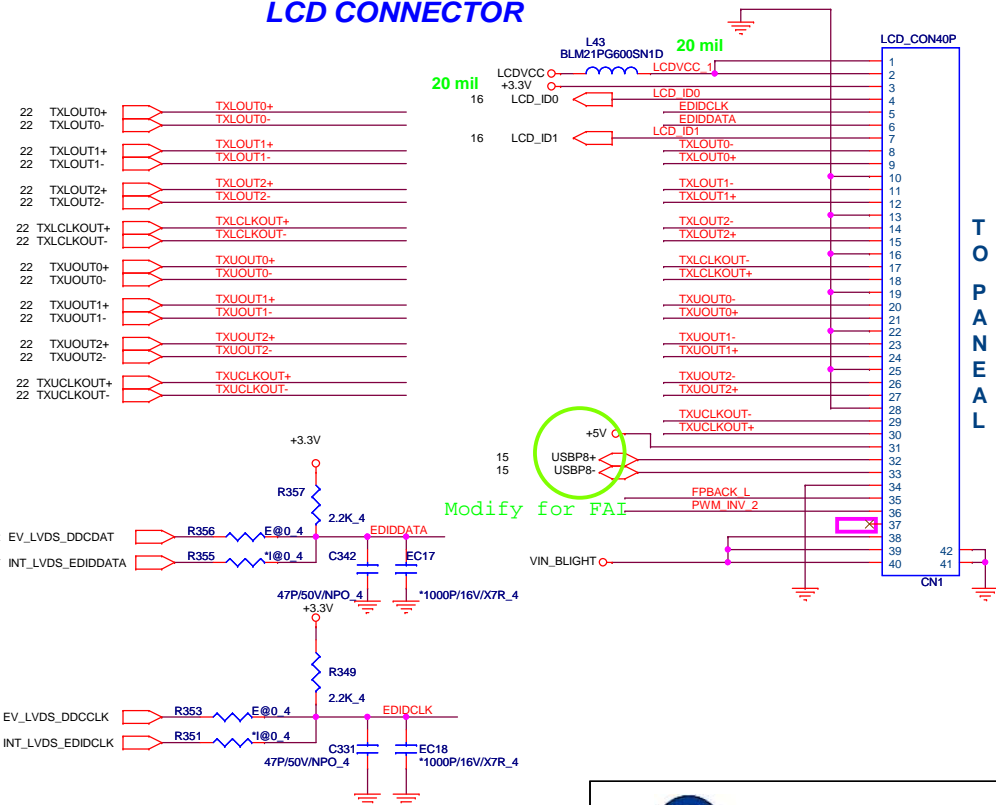 LCD CONNECTOR
L43
BLM21PG600SN1D
20 mil
LCD_CON40P
LCDVCC
LCDVCC_1
20 mil
+3.3V
16 LCD_ID0
LCD_ID0
EDIDCLK
EDIDDATA
16 LCD_ID1
LCD_ID1
TXLOUT0-
TXLOUT0+
TXLOUT1-
TXLOUT1+
TXLOUT2-
TXLOUT2+
TXLCLKOUT-
TXLCLKOUT+
TXUOUT0-
TXUOUT0+
TXUOUT1-
TXUOUT1+
TXUOUT2-
TXUOUT2+
TXUCLKOUT-
TXUCLKOUT+
+5V
15 USBP8+
15 USBP8-
Modify for FAI
FPBACK_L
PWM_INV_2
VIN_BLIGHT
1
2
3
4
5
6
7
8
9
10
11
12
13
14
15
16
17
18
19
20
21
22
23
24
25
26
27
28
29
30
31
32
33
34
35
36
37
38
39
40
42
41
CN1
TO PANEAL
22 TXLOUT0+ TXLOUT0+
22 TXLOUT0- TXLOUT0-
22 TXLOUT1+ TXLOUT1+
22 TXLOUT1- TXLOUT1-
22 TXLOUT2+ TXLOUT2+
22 TXLOUT2- TXLOUT2-
22 TXLCLKOUT+ TXLCLKOUT+
22 TXLCLKOUT- TXLCLKOUT-
22 TXUOUT0+ TXUOUT0+
22 TXUOUT0- TXUOUT0-
22 TXUOUT1+ TXUOUT1+
22 TXUOUT1- TXUOUT1-
22 TXUOUT2+ TXUOUT2+
22 TXUOUT2- TXUOUT2-
22 TXUCLKOUT+ TXUCLKOUT+
22 TXUCLKOUT- TXUCLKOUT-
+3.3V
R357
2.2K_4
EV_LVDS_DDCDAT R356 E@0_4 EDIDDATA
INT_LVDS_EDIDDATA R355 *I@0_4
C342 EC17
47P/50V/NPO_4 *1000P/16V/X7R_4
+3.3V
R349
2.2K_4
EV_LVDS_DDCCLK R353 E@0_4 EDIDCLK
INT_LVDS_EDIDCLK R351 *I@0_4
C331 EC18
47P/50V/NPO_4 *1000P/16V/X7R_4